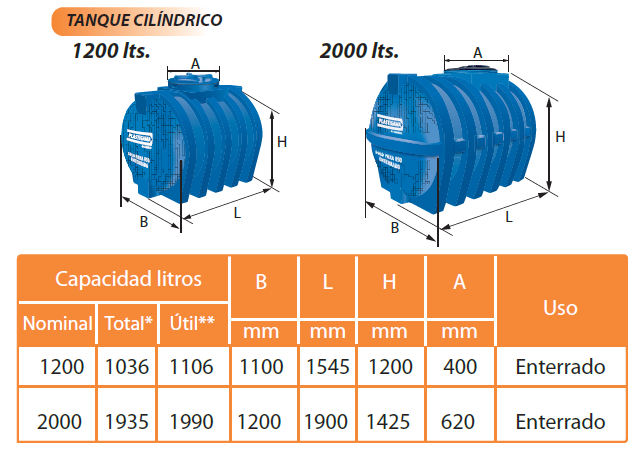 TANQUE CILÍNDRICO
1200 lts.
2000 lts.
A
H
B
L
A
H
B
L
PLASTIGAMA
Capacidad litros B L H A Uso
Nominal Total* Útil** mm mm mm mm
1200 1036 1106 1100 1545 1200 400 Enterrado
2000 1935 1990 1200 1900 1425 620 Enterrado